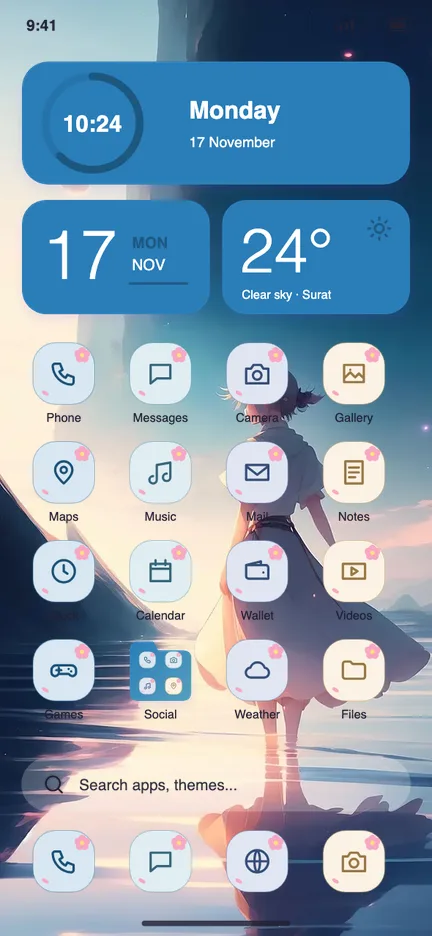 9:41
10:24
Monday
17 November
17
MON
NOV
24°
Clear sky · Surat
Phone
Messages
Camera
Gallery
Maps
Music
Mail
Notes
Calendar
Wallet
Videos
Games
Social
Weather
Files
Search apps, themes...